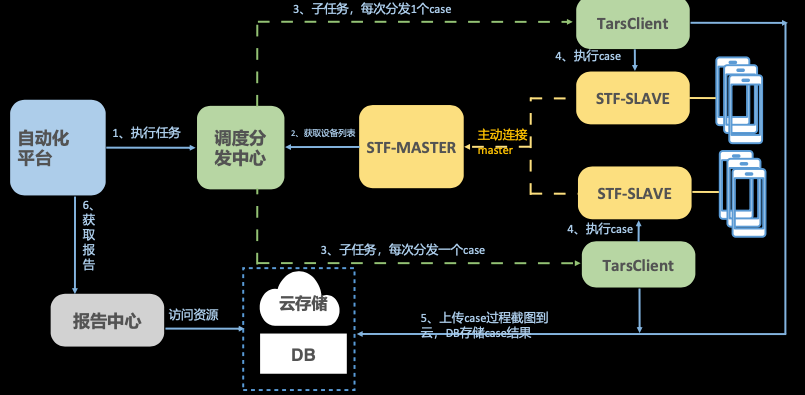 3、子任务，每次分发1个case
TarsClient
4、执行case
STF-SLAVE
自动化
平台
1、执行任务
调度分
发中心
2、获取设备列表
STF-MASTER
主动连接
master
STF-SLAVE
4、执行case
6、
获
取
报
告
3、子任务，每次分发一个case
TarsClient
云存储
报告中心
访问资源
5、上传case过程截图到
云，DB存储case结果
DB